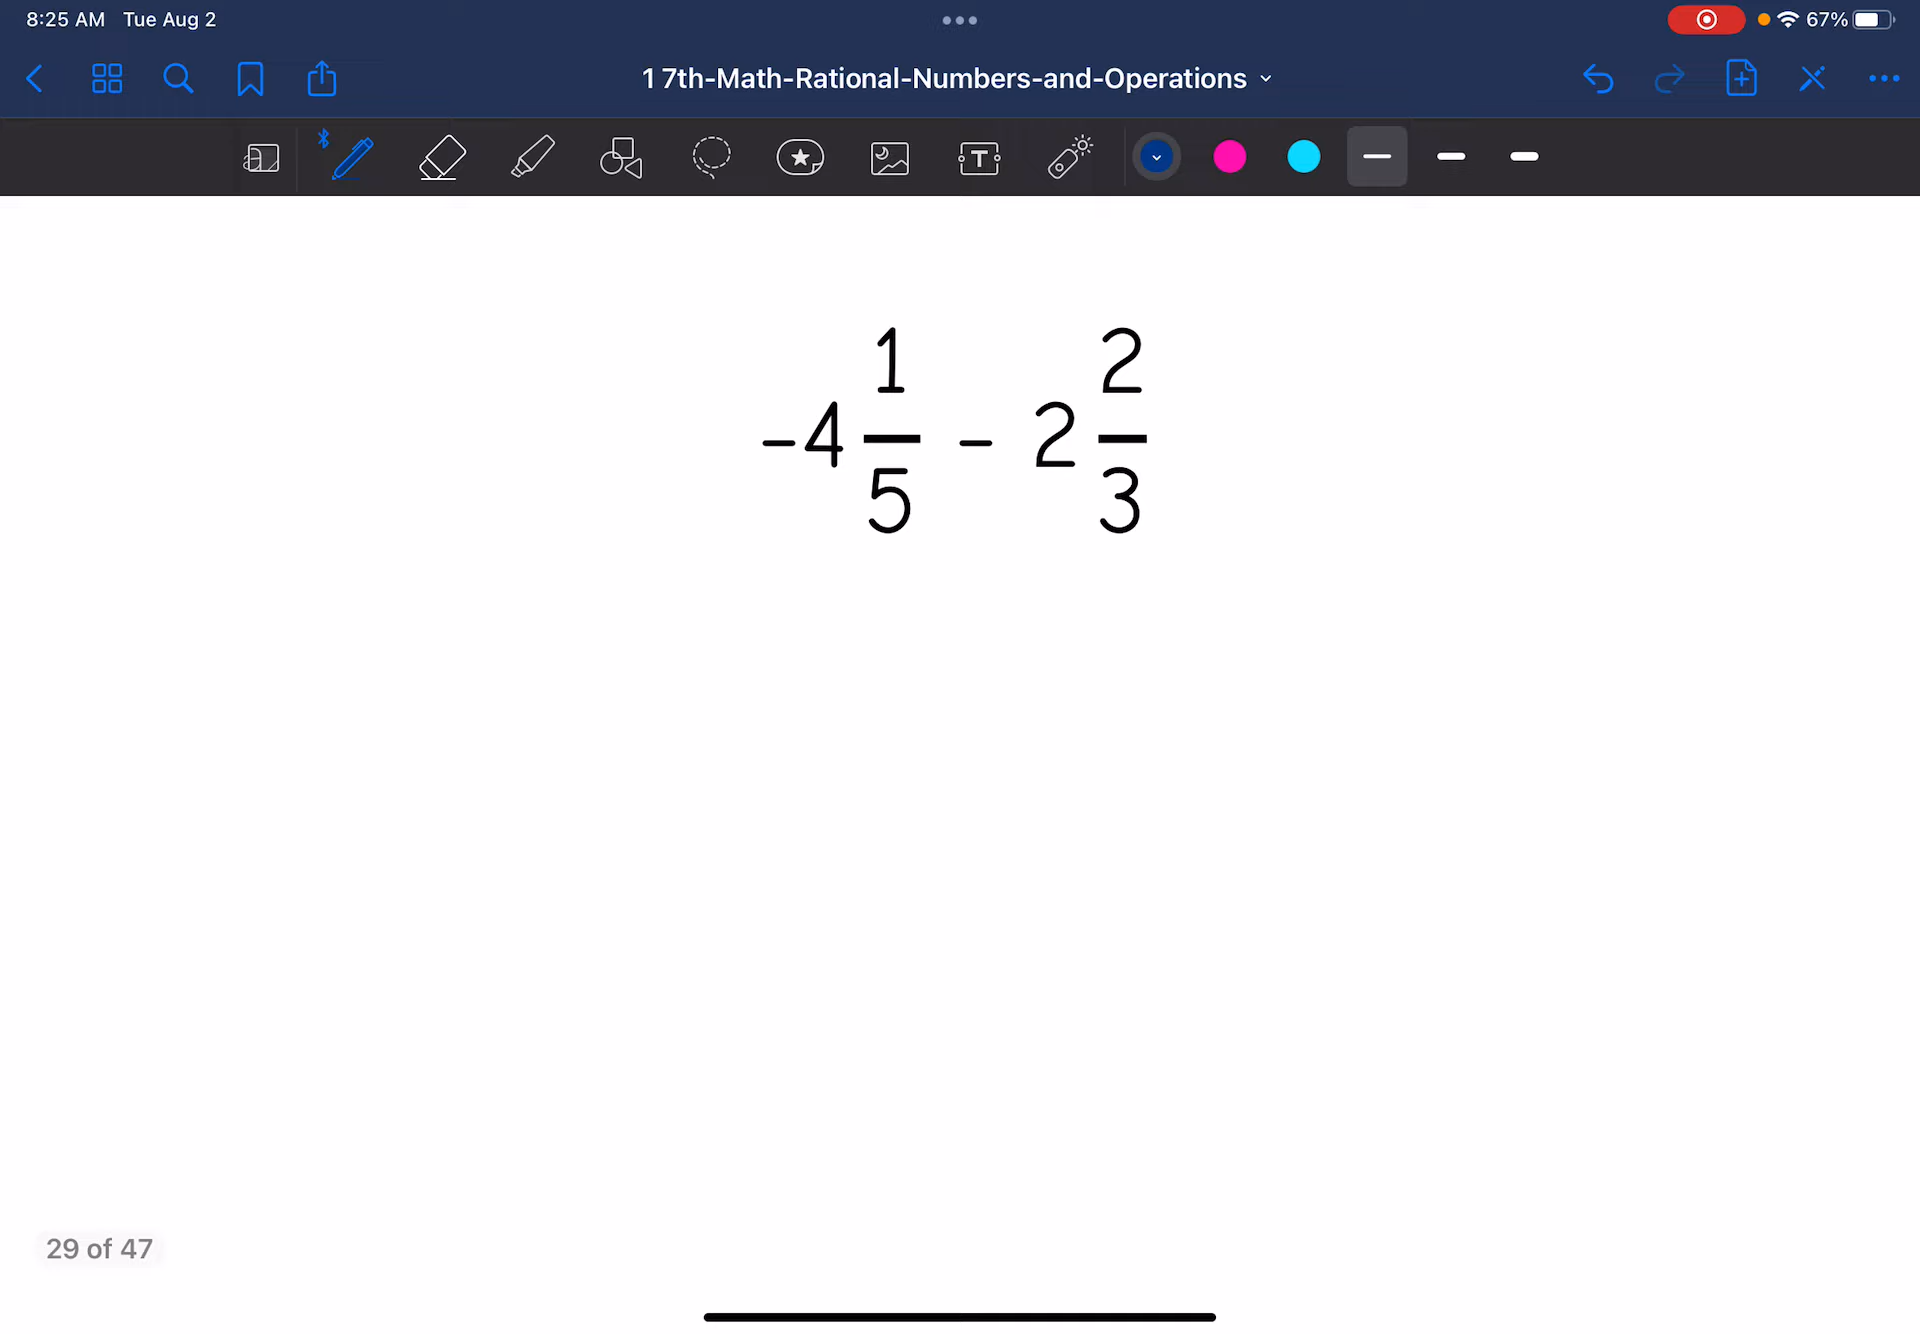 8:25 AM Tue Aug 2 67%
1 7th-Math-Rational-Numbers-and-Operations
T
-4 1/5 - 2 2/3
29 of 47